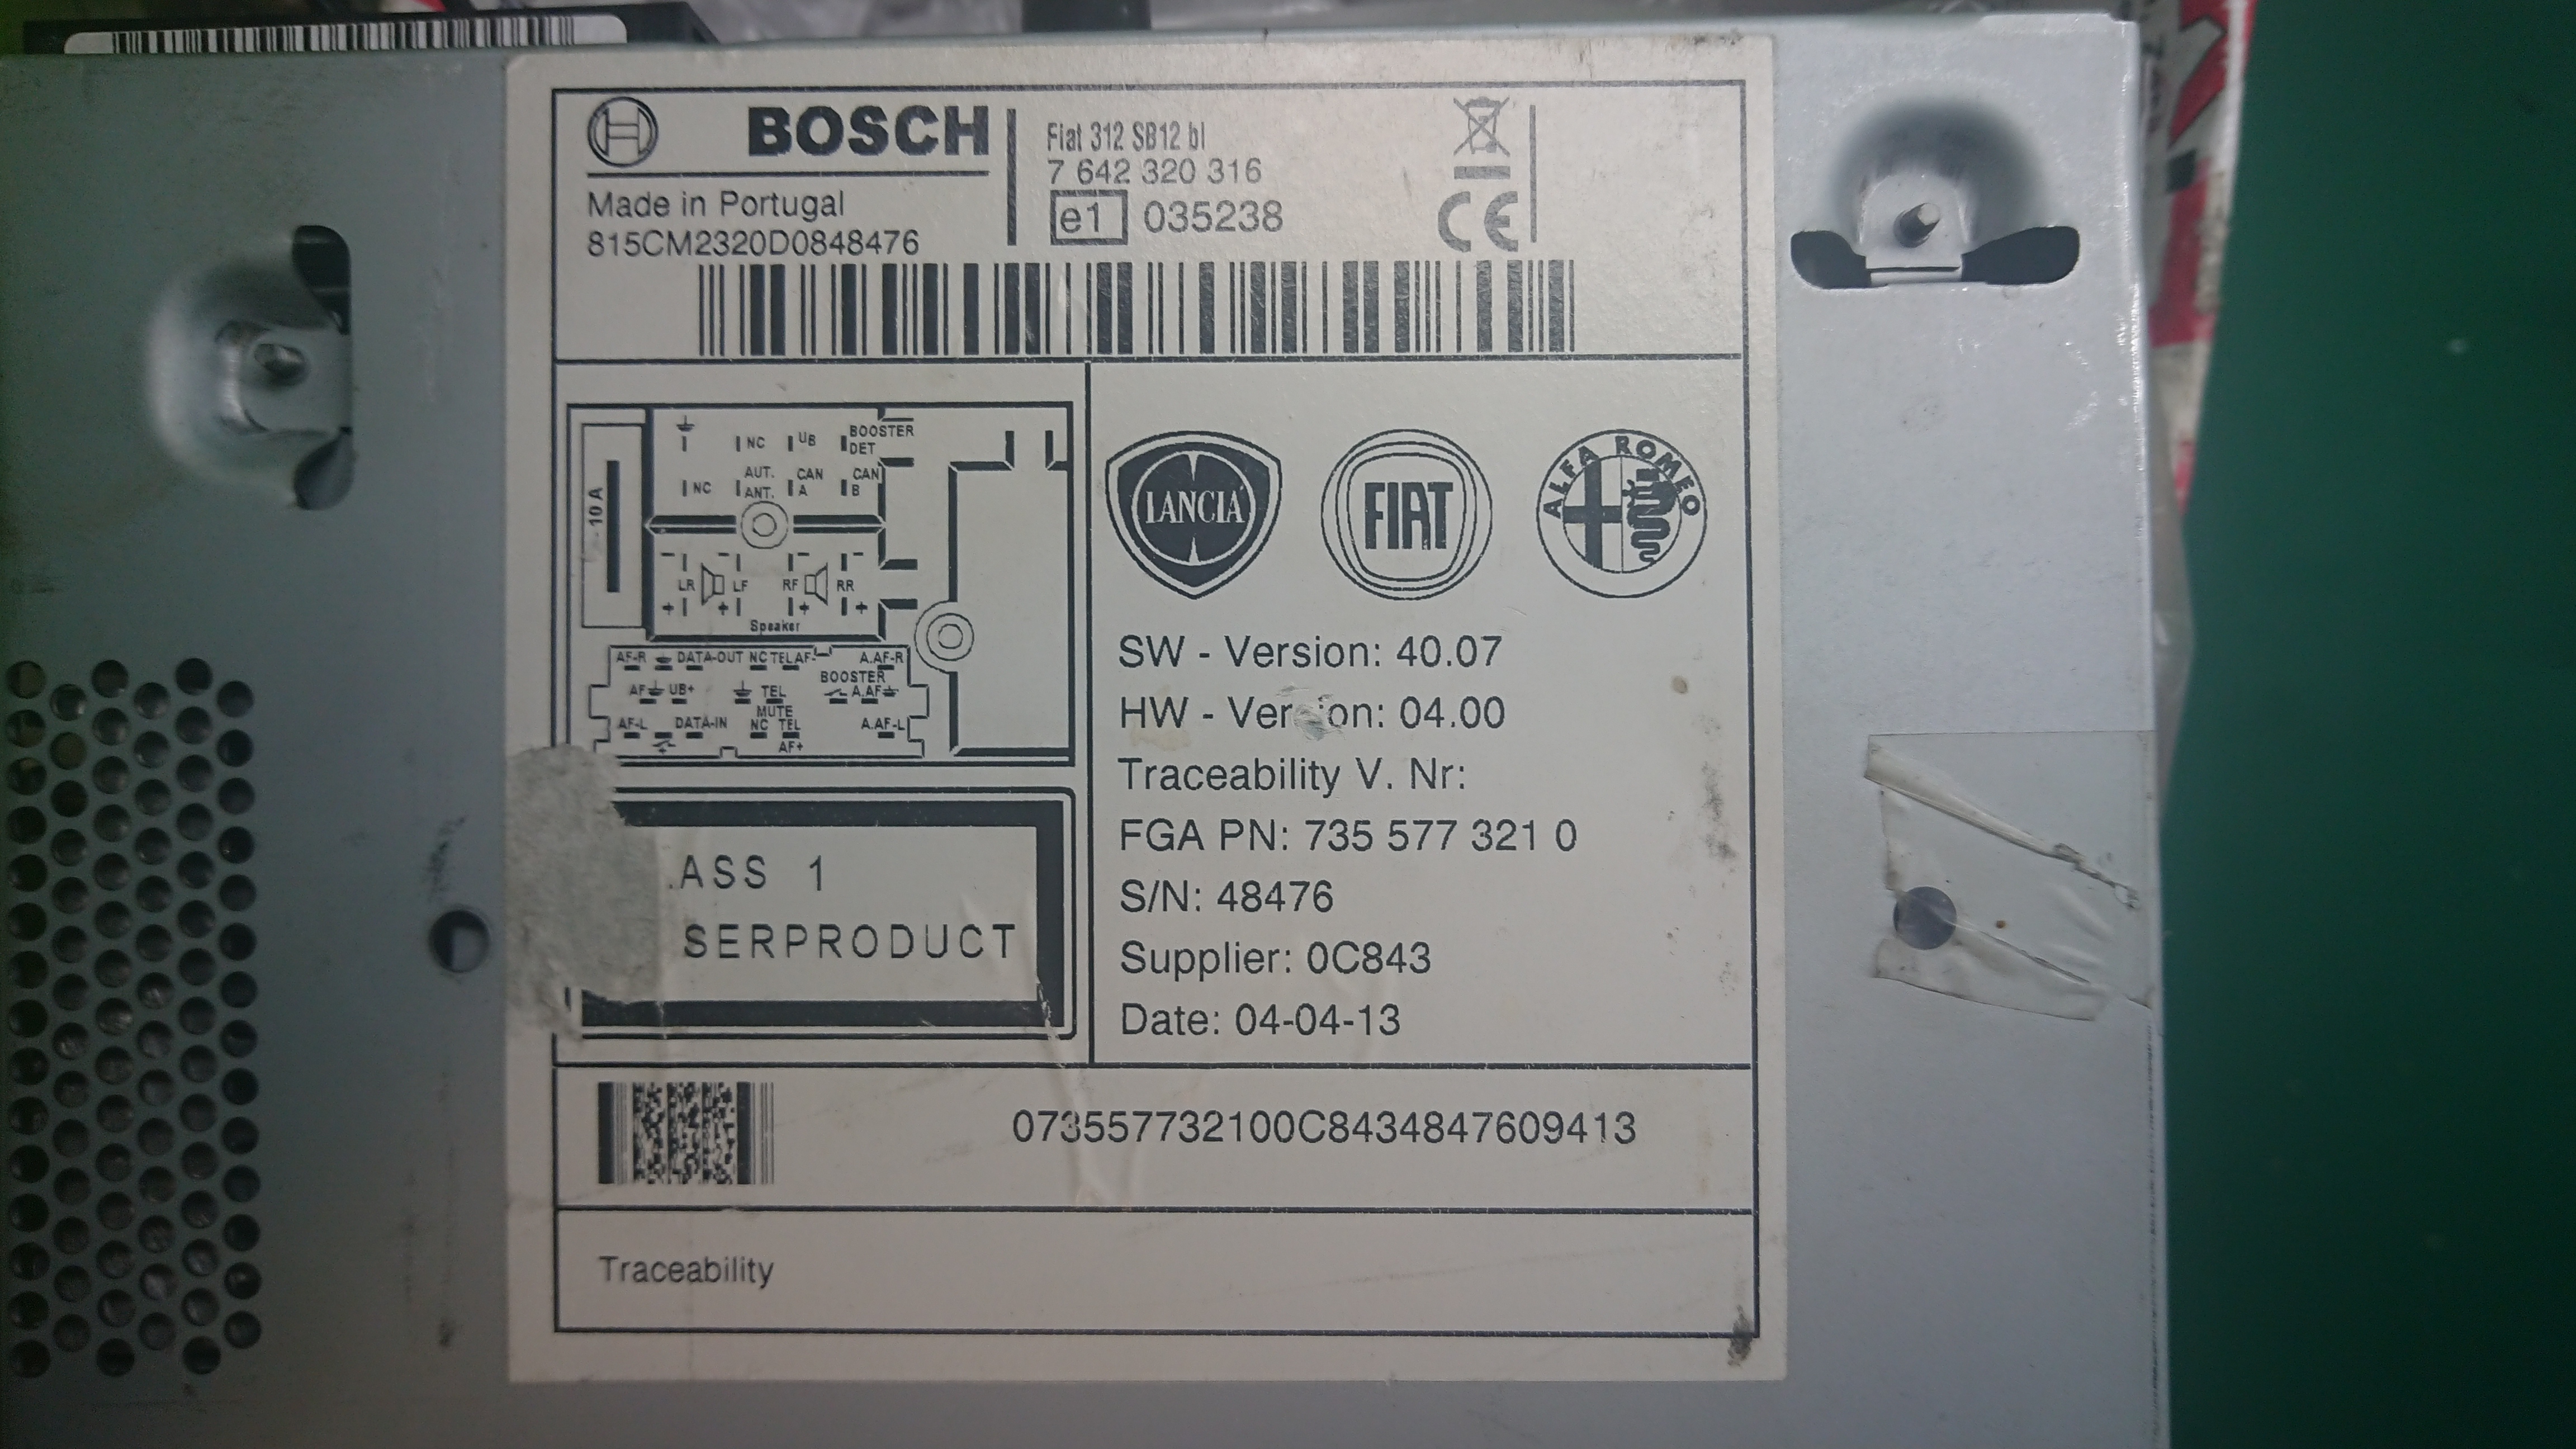 BOSCH
Made in Portugal
815CM2320D0848476
Fiat 312 SB12 bl
7 642 320 316
e1 035238
CE
NC UB BOOSTER DET
NC AUT. ANT. CAN A CAN B
10 A
- - - -
LR LF RF RR
+ + + +
Speaker
AF-R DATA-OUT NC TELAF- A.AF-R
BOOSTER
AF UB+ TEL MUTE A.AF
AF-L DATA-IN NC TEL AF+ A.AF-L
LANCIA
FIAT
ALFA ROMEO
SW - Version: 40.07
HW - Ver on: 04.00
Traceability V. Nr:
FGA PN: 735 577 321 0
S/N: 48476
Supplier: 0C843
Date: 04-04-13
ASS 1
SERPRODUCT
073557732100C8434847609413
Traceability